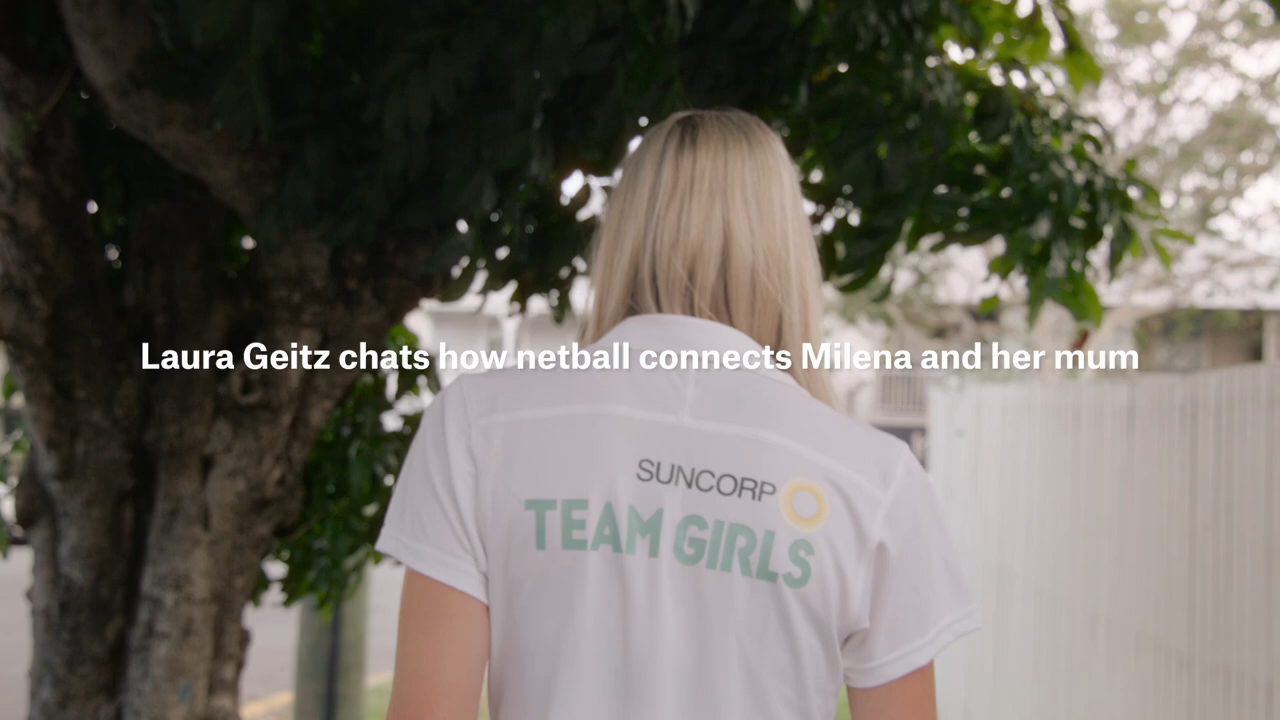 Laura Geitz chats how netball connects Milena and her mum
SUNCORP
TEAM GIRLS